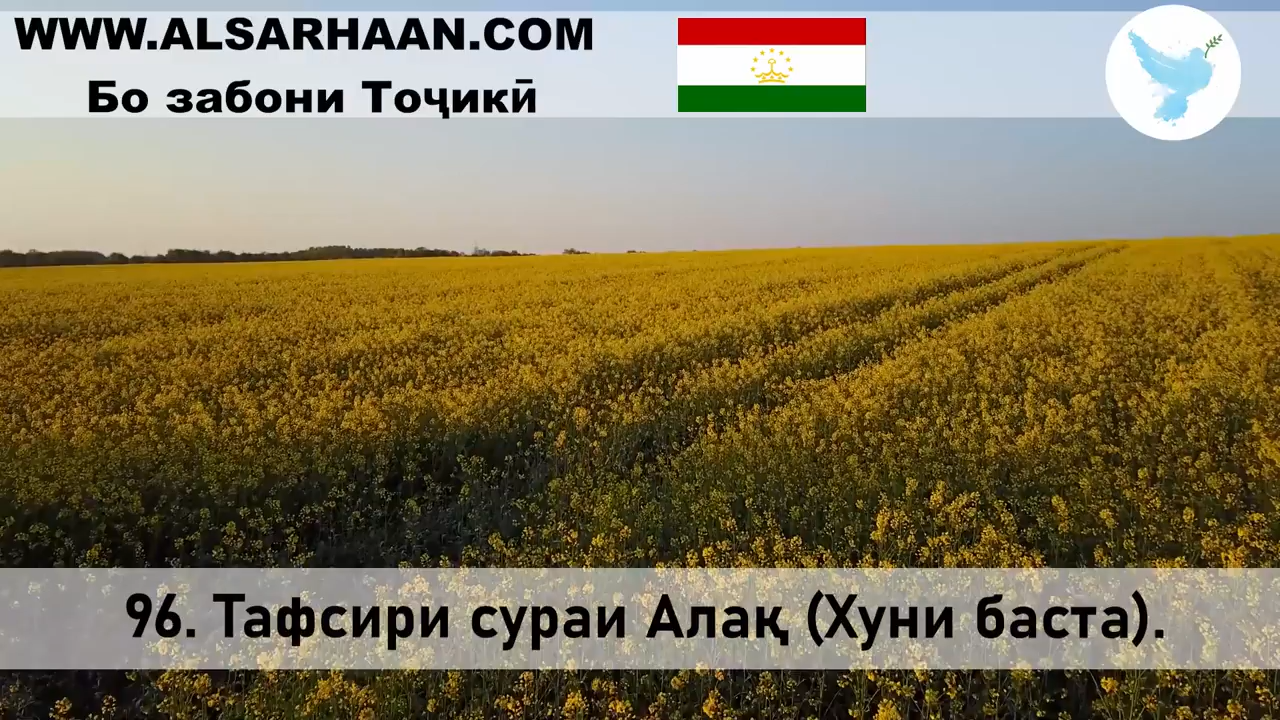 WWW.ALSARHAAN.COM
Бо забони Тоҷикӣ
96. Тафсири сураи Алақ (Хуни баста).